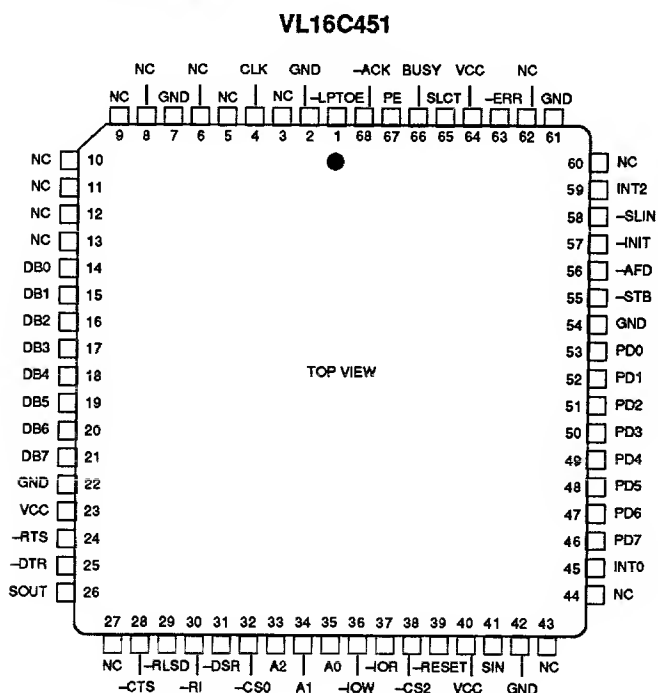 VL16C451
NC NC CLK GND –ACK BUSY VCC NC
NC GND NC NC –LPTOE PE SLCT –ERR GND
9 8 7 6 5 4 3 2 1 68 67 66 65 64 63 62 61
NC 10 60 NC
NC 11 59 INT2
NC 12 58 –SLIN
NC 13 57 –INIT
DB0 14 56 –AFD
DB1 15 55 –STB
DB2 16 54 GND
DB3 17 53 PD0
DB4 18 TOP VIEW 52 PD1
DB5 19 51 PD2
DB6 20 50 PD3
DB7 21 49 PD4
GND 22 48 PD5
VCC 23 47 PD6
–RTS 24 46 PD7
–DTR 25 45 INT0
SOUT 26 44 NC
27 28 29 30 31 32 33 34 35 36 37 38 39 40 41 42 43
NC –RLSD –DSR A2 A0 –IOR –RESET SIN NC
–CTS –RI –CS0 A1 –IOW –CS2 VCC GND